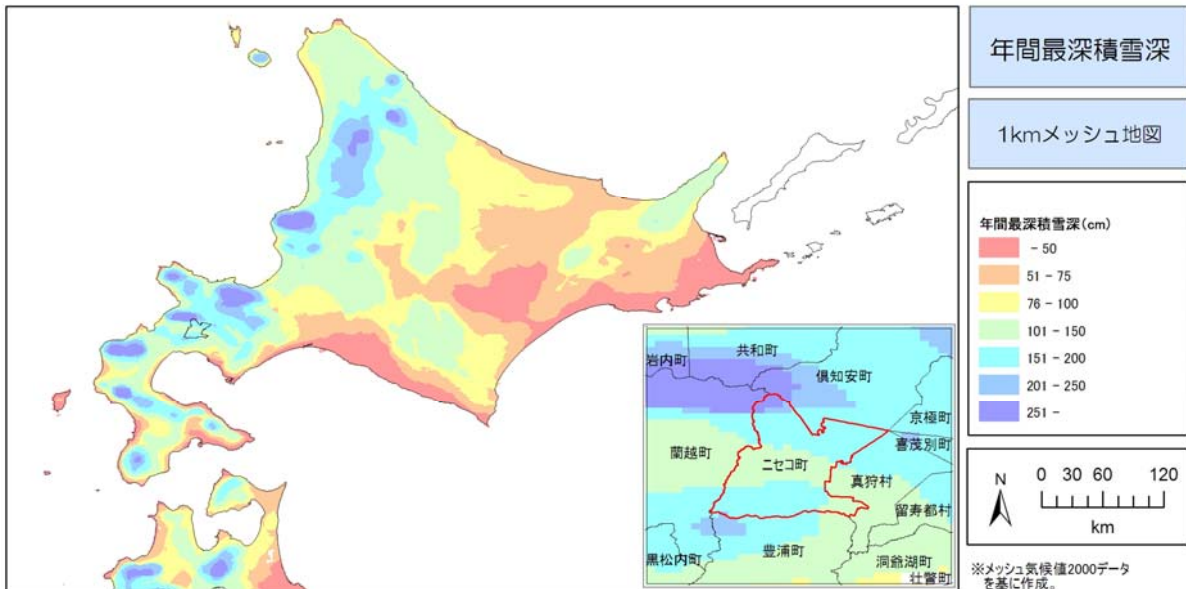 年間最深積雪深
1kmメッシュ地図
年間最深積雪深(cm)
- 50
51 - 75
76 - 100
101 - 150
151 - 200
201 - 250
251 -
N
0 30 60 120
km
※メッシュ気候値2000データ
を基に作成。
共和町
岩内町
倶知安町
京極町
喜茂別町
蘭越町
ニセコ町
真狩村
留寿都村
黒松内町
豊浦町
洞爺湖町
壮瞥町